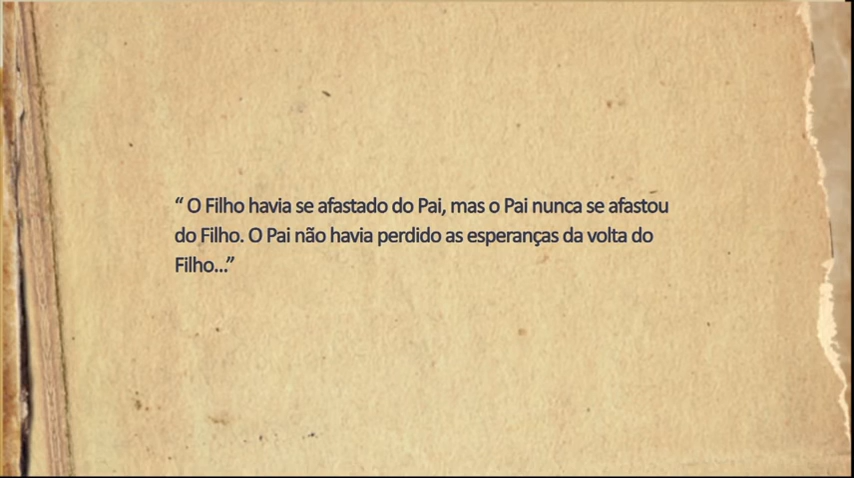 “ O Filho havia se afastado do Pai, mas o Pai nunca se afastou
do Filho. O Pai não havia perdido as esperanças da volta do
Filho...”